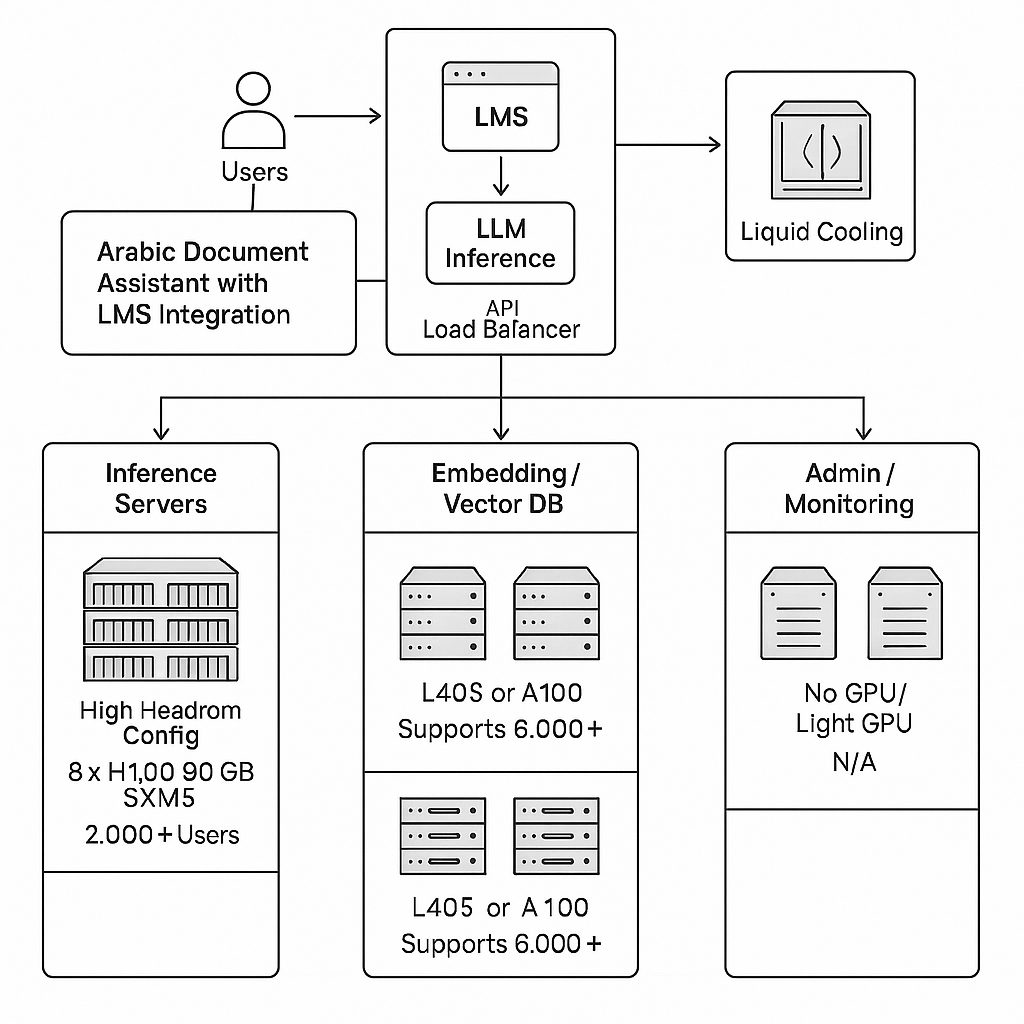 LMS
LLM
Inference
API
Load Balancer
Users
Arabic Document
Assistant with
LMS Integration
Liquid Cooling
Inference
Servers
High Headrom
Config
8 x H1,00 90 GB
SXM5
2.000+ Users
Embedding /
Vector DB
L40S or A100
Supports 6.000+
L405 or A 100
Supports 6.000+
Admin /
Monitoring
No GPU/
Light GPU
N/A